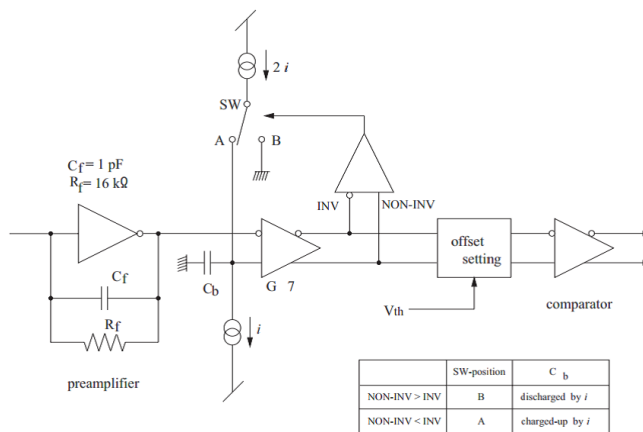 2 i
SW
A
B
Cf = 1 pF
Rf = 16 kΩ
INV
NON-INV
offset
setting
Cf
Cb
G 7
Vth
comparator
Rf
i
preamplifier
SW-position C b
NON-INV > INV B discharged by i
NON-INV < INV A charged-up by i